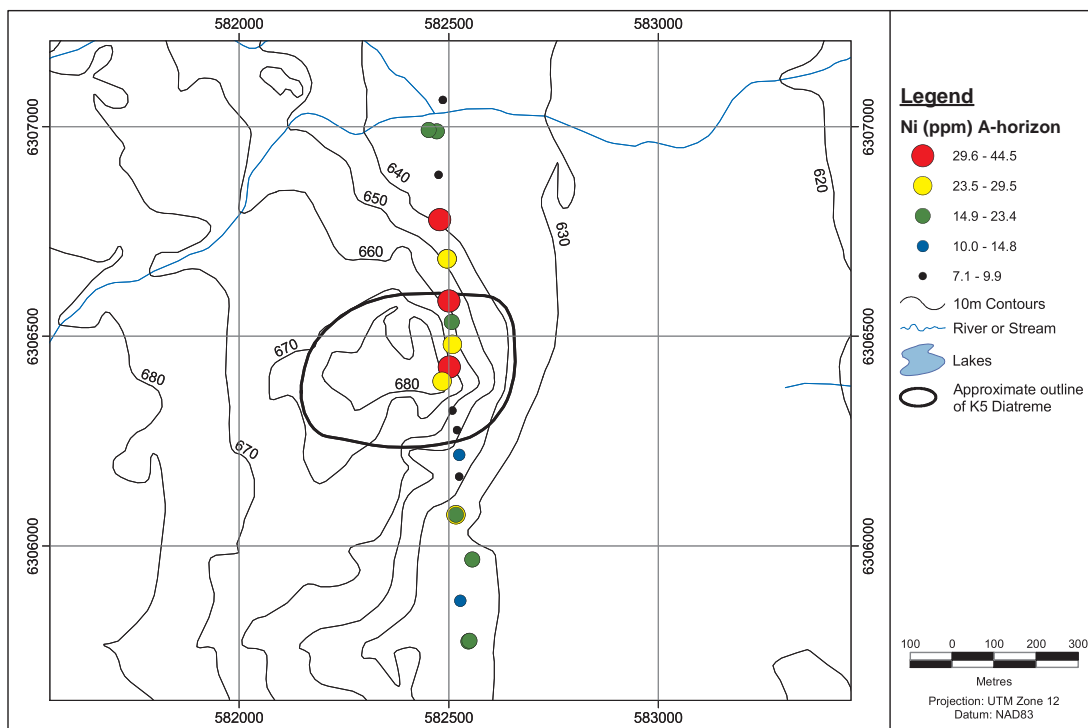 582000
582500
583000
6307000
6307000
640
650
660
630
620
6306500
6306500
670
680
680
670
6306000
6306000
582000
582500
583000
Legend
Ni (ppm) A-horizon
29.6 - 44.5
23.5 - 29.5
14.9 - 23.4
10.0 - 14.8
7.1 - 9.9
10m Contours
River or Stream
Lakes
Approximate outline
of K5 Diatreme
100 0 100 200 300
Metres
Projection: UTM Zone 12
Datum: NAD83